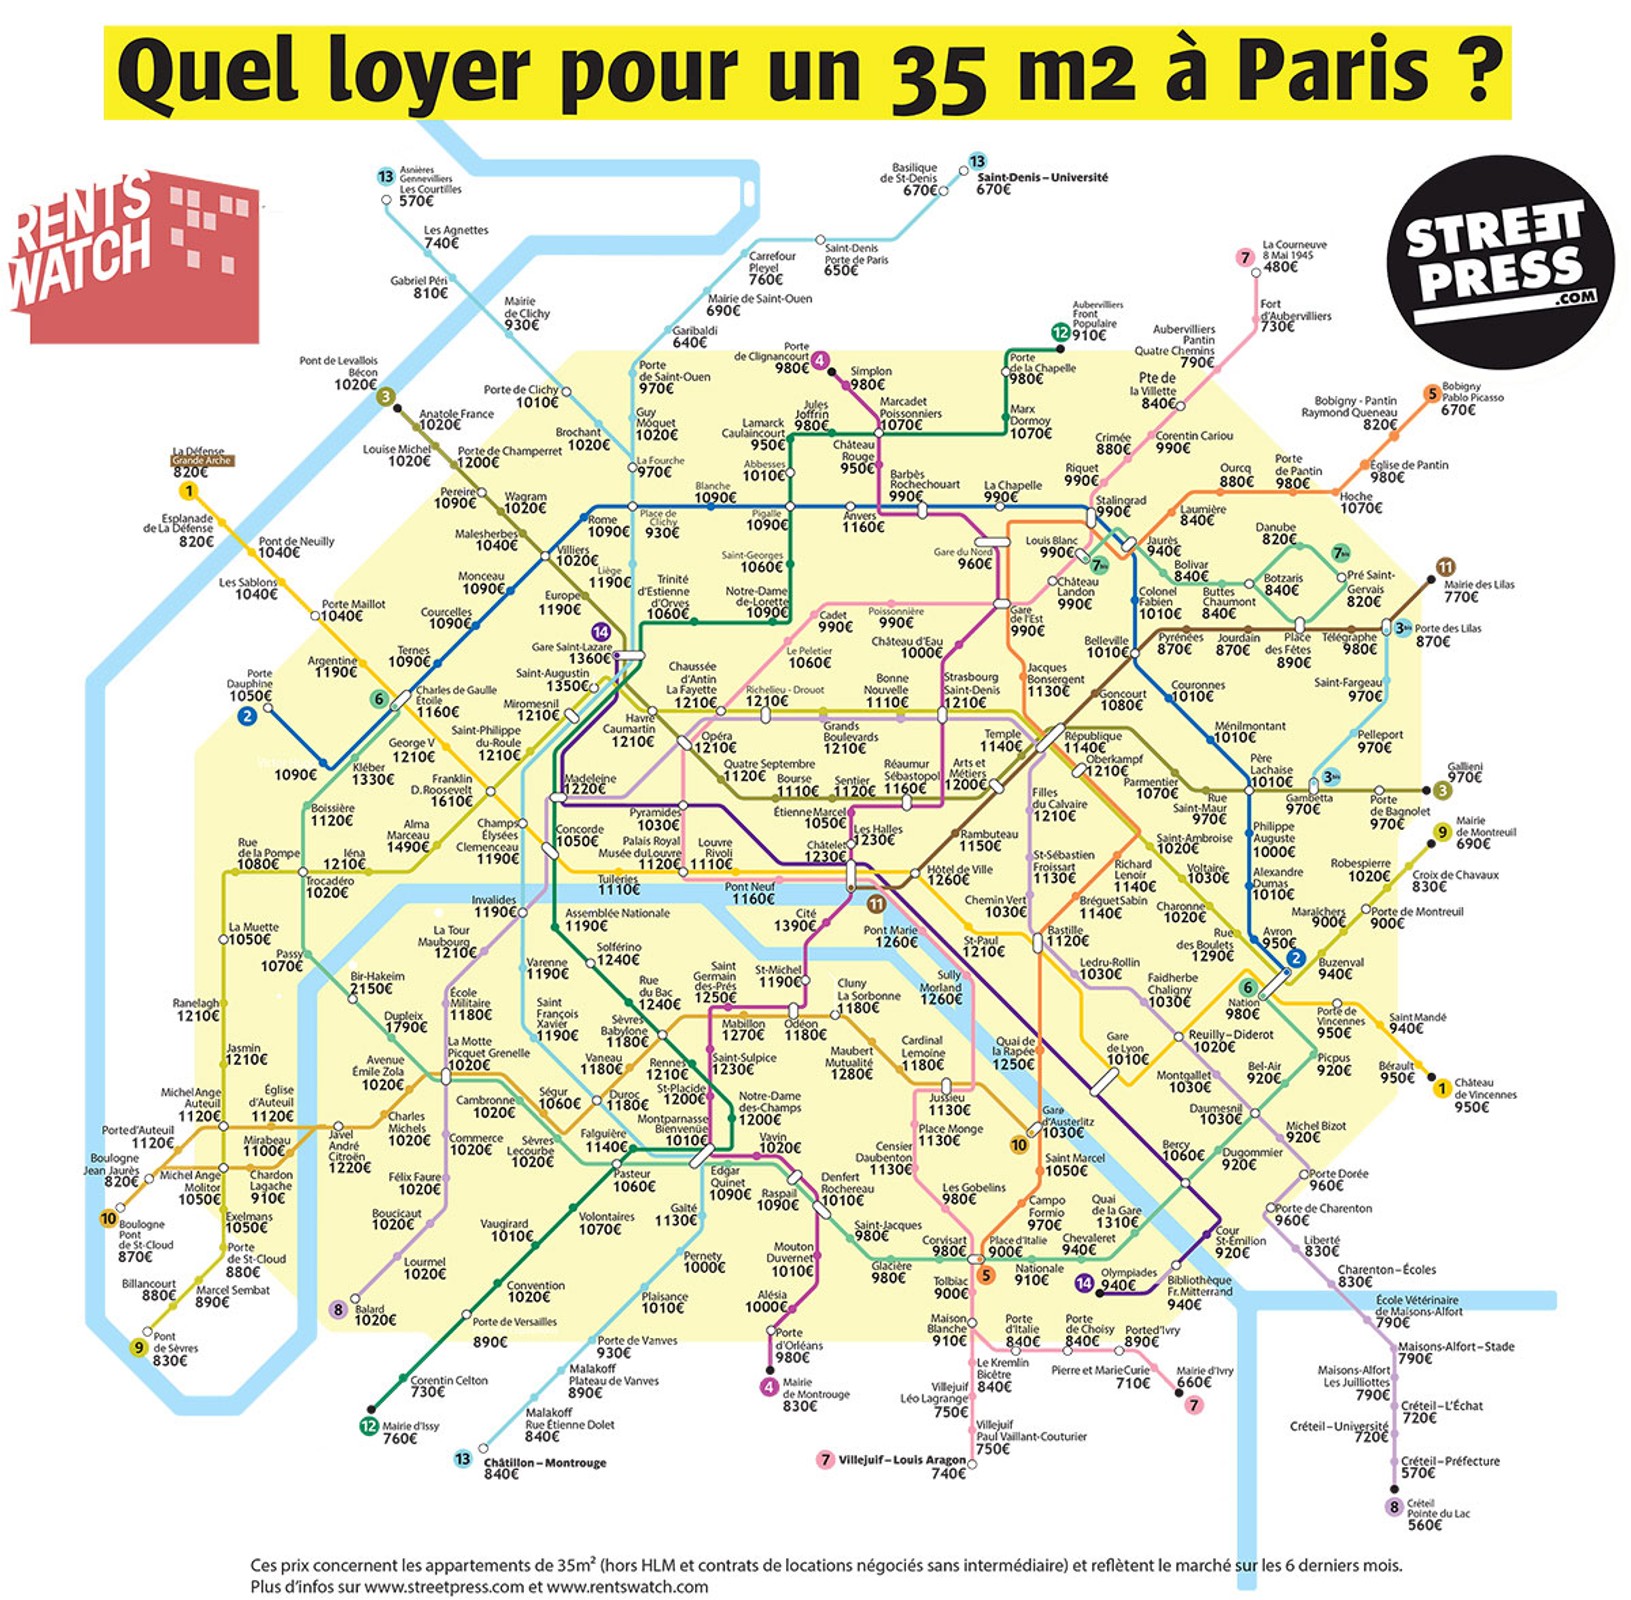 Quel loyer pour un 35 m2 à Paris ?
RENTS
WATCH
STREET
PRESS
.COM
13
Asnières
Gennevilliers
Les Courtilles
570€
Les Agnettes
740€
Gabriel Péri
810€
Mairie
de Clichy
930€
Porte de Clichy
1010€
Brochant
1020€
Basilique
de St-Denis
670€
13
Saint-Denis – Université
670€
Saint-Denis
Porte de Paris
650€
Carrefour
Pleyel
760€
Mairie de Saint-Ouen
690€
Garibaldi
640€
Porte
de Saint-Ouen
970€
Guy
Môquet
1020€
La Fourche
970€
7
La Courneuve
8 Mai 1945
480€
Fort
d'Aubervilliers
730€
Aubervilliers
Pantin
Quatre Chemins
790€
Pte de
la Villette
840€
Corentin Cariou
990€
Crimée
880€
Riquet
990€
Stalingrad
990€
12
Aubervilliers
Front
Populaire
910€
Porte
de la Chapelle
980€
Marx
Dormoy
1070€
Porte
de Clignancourt
980€
4
Simplon
980€
Marcadet
Poissonniers
1070€
Jules
Joffrin
980€
Lamarck
Caulaincourt
950€
Château
Rouge
950€
Abbesses
1010€
Barbès
Rochechouart
990€
La Chapelle
990€
Pont de Levallois
Bécon
1020€
3
Anatole France
1020€
Louise Michel
1020€
Porte de Champerret
1200€
Pereire
1090€
Wagram
1020€
Malesherbes
1040€
Villiers
1020€
Europe
1190€
5
Bobigny
Pablo Picasso
670€
Bobigny - Pantin
Raymond Queneau
820€
Église de Pantin
980€
Hoche
1070€
Porte
de Pantin
980€
Ourcq
880€
Laumière
840€
Jaurès
940€
La Défense
Grande Arche
820€
1
Esplanade
de La Défense
820€
Pont de Neuilly
1040€
Les Sablons
1040€
Porte Maillot
1040€
Argentine
1190€
Blanche
1090€
Place de
Clichy
930€
Rome
1090€
Pigalle
1090€
Anvers
1160€
Monceau
1090€
Courcelles
1090€
Ternes
1090€
Liège
1190€
Saint-Georges
1060€
Notre-Dame
de-Lorette
1090€
Trinité
d'Estienne
d'Orves
1060€
14
Gare Saint-Lazare
1360€
Gare du Nord
960€
Louis Blanc
990€
7bis
Château
Landon
990€
Gare
de l'Est
990€
Poissonnière
990€
Cadet
990€
Le Peletier
1060€
Château d'Eau
1000€
Danube
820€
7bis
Bolivar
840€
Buttes
Chaumont
840€
Botzaris
840€
Pré Saint-
Gervais
820€
Colonel
Fabien
1010€
Belleville
1010€
Pyrénées
870€
Jourdain
870€
Place
des Fêtes
890€
Télégraphe
980€
3bis
Porte des Lilas
870€
11
Mairie des Lilas
770€
Saint-Fargeau
970€
Pelleport
970€
3bis
Gambetta
970€
Porte
de Bagnolet
970€
3
Gallieni
970€
Porte
Dauphine
1050€
2
1090€
6
Charles de Gaulle
Etoile
1160€
Kléber
1330€
Boissière
1120€
George V
1210€
Franklin
D.Roosevelt
1610€
Alma
Marceau
1490€
Saint-Philippe
du-Roule
1210€
Miromesnil
1210€
Saint-Augustin
1350€
Havre
Caumartin
1210€
Chaussée
d'Antin
La Fayette
1210€
Richelieu - Drouot
1210€
Grands
Boulevards
1210€
Bonne
Nouvelle
1110€
Strasbourg
Saint-Denis
1210€
Jacques
Bonsergent
1130€
Goncourt
1080€
Couronnes
1010€
Ménilmontant
1010€
Père
Lachaise
1010€
Opéra
1210€
Quatre Septembre
1120€
Bourse
1110€
Sentier
1120€
Réaumur
Sébastopol
1160€
Arts et
Métiers
1200€
Temple
1140€
République
1140€
Oberkampf
1210€
Parmentier
1070€
Rue
Saint-Maur
970€
Philippe
Auguste
1000€
Alexandre
Dumas
1010€
Avron
950€
2
Madeleine
1220€
Concorde
1050€
Champs
Élysées
Clemenceau
1190€
Pyramides
1030€
Palais Royal
Musée du Louvre
1120€
Louvre
Rivoli
1110€
Tuileries
1110€
Étienne Marcel
1050€
Les Halles
1230€
Châtelet
1230€
Rambuteau
1150€
Hôtel de Ville
1260€
11
Pont Neuf
1160€
Cité
1390€
Pont Marie
1260€
Filles
du Calvaire
1210€
St-Sébastien
Froissart
1130€
Chemin Vert
1030€
Richard
Lenoir
1140€
Bréguet Sabin
1140€
Saint-Ambroise
1020€
Voltaire
1030€
Charonne
1020€
Rue
des Boulets
1290€
9
Mairie
de Montreuil
690€
Robespierre
1020€
Croix de Chavaux
830€
Maraîchers
900€
Porte de Montreuil
900€
Buzenval
940€
Rue
de la Pompe
1080€
Iéna
1210€
Trocadéro
1020€
Passy
1070€
La Muette
1050€
Ranelagh
1210€
Jasmin
1210€
Michel Ange
Auteuil
1120€
Église
d'Auteuil
1120€
Porte d'Auteuil
1120€
Boulogne
Jean Jaurès
820€
10
Boulogne
Pont
de St-Cloud
870€
Michel Ange
Molitor
1050€
Chardon
Lagache
910€
Mirabeau
1100€
Javel
André
Citroën
1220€
Exelmans
1050€
Porte
de St-Cloud
880€
Billancourt
880€
Marcel Sembat
890€
9
Pont
de Sèvres
830€
Bir-Hakeim
2150€
Dupleix
1790€
Avenue
Émile Zola
1020€
Charles
Michels
1020€
La Motte
Picquet Grenelle
1020€
École
Militaire
1180€
La Tour
Maubourg
1210€
Invalides
1190€
Varenne
1190€
Saint
François
Xavier
1190€
Assemblée Nationale
1190€
Solférino
1240€
Rue
du Bac
1240€
Sèvres
Babylone
1180€
Vaneau
1180€
Duroc
1180€
Ségur
1060€
Cambronne
1020€
Sèvres
Lecourbe
1020€
Commerce
1020€
Félix Faure
1020€
Boucicaut
1020€
Lourmel
1020€
8
Balard
1020€
Saint
Germain
des-Prés
1250€
St-Michel
1190€
Cluny
La Sorbonne
1180€
Mabillon
1270€
Odéon
1180€
Saint-Sulpice
1230€
Rennes
1210€
St-Placide
1200€
Notre-Dame
des-Champs
1200€
Montparnasse
Bienvenüe
1010€
Falguière
1140€
Pasteur
1060€
Vavin
1020€
Edgar
Quinet
1090€
Raspail
1090€
Denfert
Rochereau
1010€
Maubert
Mutualité
1280€
Cardinal
Lemoine
1180€
Jussieu
1130€
Place Monge
1130€
Censier
Daubenton
1130€
Les Gobelins
980€
Sully
Morland
1260€
St-Paul
1210€
Bastille
1120€
Quai de
la Rapée
1250€
10
Gare
d'Austerlitz
1030€
Saint Marcel
1050€
Campo
Formio
970€
Ledru-Rollin
1030€
Faidherbe
Chaligny
1030€
Reuilly – Diderot
1020€
Gare
de Lyon
1010€
Montgallet
1030€
Daumesnil
1030€
6
Nation
980€
Porte de
Vincennes
950€
Saint Mandé
940€
Bérault
950€
1
Château
de Vincennes
950€
Picpus
920€
Bel-Air
920€
Michel Bizot
920€
Dugommier
920€
Bercy
1060€
Porte Dorée
960€
Porte de Charenton
960€
Liberté
830€
Charenton – Écoles
830€
École Vétérinaire
de Maisons-Alfort
790€
Maisons-Alfort – Stade
790€
Maisons-Alfort
Les Juilliottes
790€
Créteil – L'Échat
720€
Créteil – Université
720€
Créteil – Préfecture
570€
8
Créteil
Pointe du Lac
560€
Cour
St-Émilion
920€
Bibliothèque
Fr. Mitterrand
940€
14
Olympiades
940€
Quai
de la Gare
1310€
Chevaleret
940€
Nationale
910€
Place d'Italie
900€
5
Corvisart
980€
Glacière
980€
Saint-Jacques
980€
Tolbiac
900€
Maison
Blanche
910€
Porte
d'Italie
840€
Porte
de Choisy
840€
Porte d'Ivry
890€
Pierre et Marie Curie
710€
Mairie d'Ivry
660€
7
Le Kremlin
Bicêtre
840€
Villejuif
Léo Lagrange
750€
Villejuif
Paul Vaillant-Couturier
750€
7
Villejuif – Louis Aragon
740€
Mouton
Duvernet
1010€
Alésia
1000€
Porte
d'Orléans
980€
4
Mairie
de Montrouge
830€
Gaîté
1130€
Pernety
1000€
Plaisance
1010€
Porte de Vanves
930€
Malakoff
Plateau de Vanves
890€
Malakoff
Rue Étienne Dolet
840€
13
Châtillon – Montrouge
840€
Volontaires
1070€
Vaugirard
1010€
Convention
1020€
Porte de Versailles
890€
Corentin Celton
730€
12
Mairie d'Issy
760€
Ces prix concernent les appartements de 35m² (hors HLM et contrats de locations négociés sans intermédiaire) et reflètent le marché sur les 6 derniers mois.
Plus d'infos sur www.streetpress.com et www.rentswatch.com